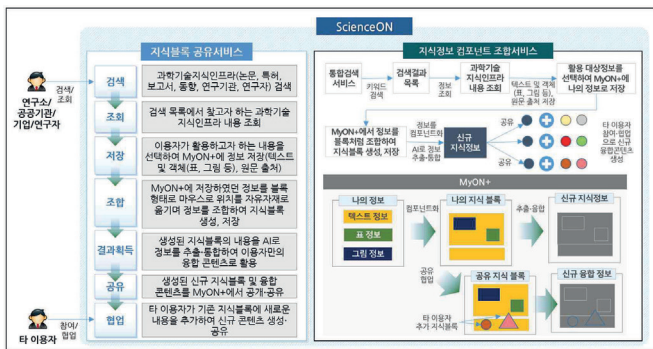 ScienceON
지식블록 공유서비스
연구소/
공공기관/
기업/연구자
검색/
조회
검색
과학기술지식인프라(논문, 특허,
보고서, 동향, 연구기관, 연구자) 검색
조회
검색 목록에서 찾고자 하는 과학기술
지식인프라 내용 조회
저장
이용자가 활용하고자 하는 내용을
선택하여 MyON+에 정보 저장(텍스트
및 객체(표, 그림 등), 원문 출처)
조합
MyON+에 저장하였던 정보를 블록
형태로 마우스로 위치를 자유자재로
옮기며 정보를 조합하여 지식블록
생성, 저장
결과획득
생성된 지식블록의 내용을 AI로
정보를 추출·통합하여 이용자만의
융합 콘텐츠로 활용
공유
생성된 신규 지식블록 및 융합
콘텐츠를 MyON+에서 공개·공유
협업
타 이용자가 기존 지식블록에 새로운
내용을 추가하여 신규 콘텐츠 생성·
공유
타 이용자
참여/
협업
지식정보 컴포넌트 조합서비스
통합검색
서비스
키워드
검색
검색결과
목록
정보
조회
과학기술
지식인프라
내용 조회
텍스트 및 객체
(표, 그림 등),
원문 출처 저장
활용 대상정보를
선택하여 MyON+에
나의 정보로 저장
MyON+에서 정보를
블록처럼 조합하여
지식블록 생성, 저장
정보를
컴포넌트화
AI로 정보
추출·통합
신규
지식정보
공유
공유
타 이용자
참여·협업
으로 신규
융합콘텐츠
생성
MyON+
나의 정보
텍스트 정보
표 정보
그림 정보
컴포넌트화
나의 지식 블록
추출·융합
신규 지식정보
공유
협업
공유 지식 블록
신규 융합 정보
타 이용자
추가 지식블록